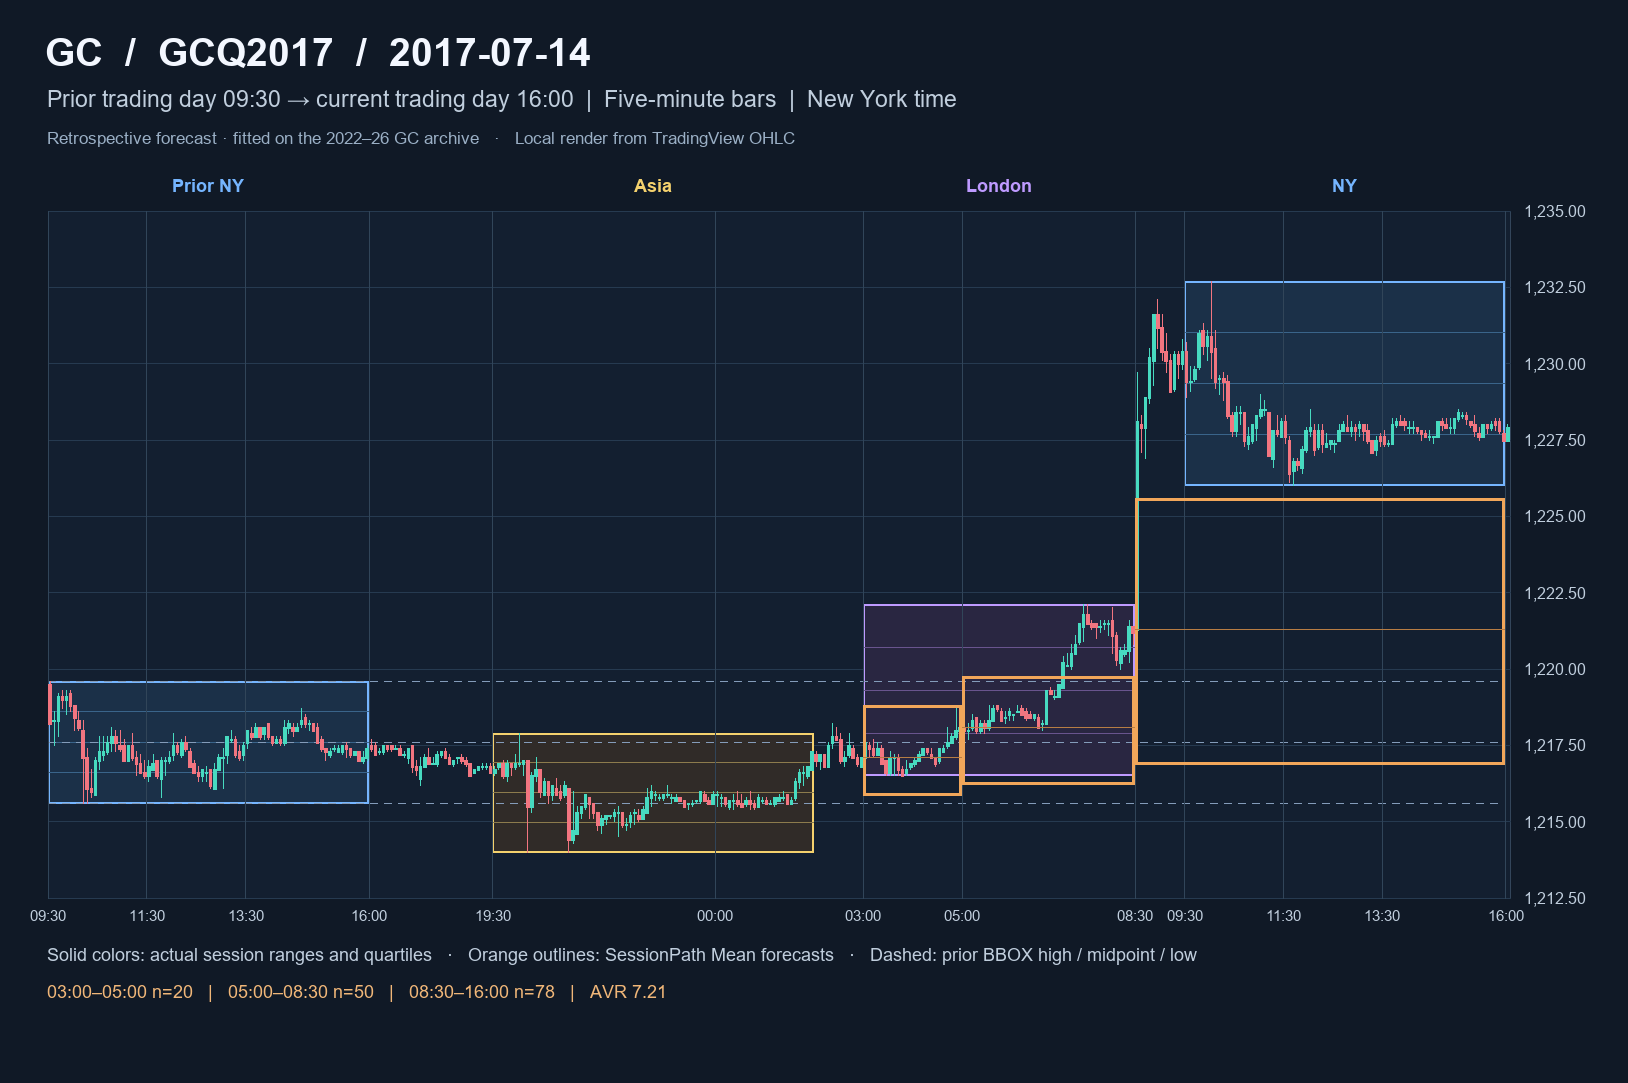 GC / GCQ2017 / 2017-07-14
Prior trading day 09:30 → current trading day 16:00 | Five-minute bars | New York time
Retrospective forecast · fitted on the 2022–26 GC archive · Local render from TradingView OHLC
Prior NY Asia London NY
1,235.00
1,232.50
1,230.00
1,227.50
1,225.00
1,222.50
1,220.00
1,217.50
1,215.00
1,212.50
09:30 11:30 13:30 16:00 19:30 00:00 03:00 05:00 08:30 09:30 11:30 13:30 16:00
Solid colors: actual session ranges and quartiles · Orange outlines: SessionPath Mean forecasts · Dashed: prior BBOX high / midpoint / low
03:00–05:00 n=20 | 05:00–08:30 n=50 | 08:30–16:00 n=78 | AVR 7.21